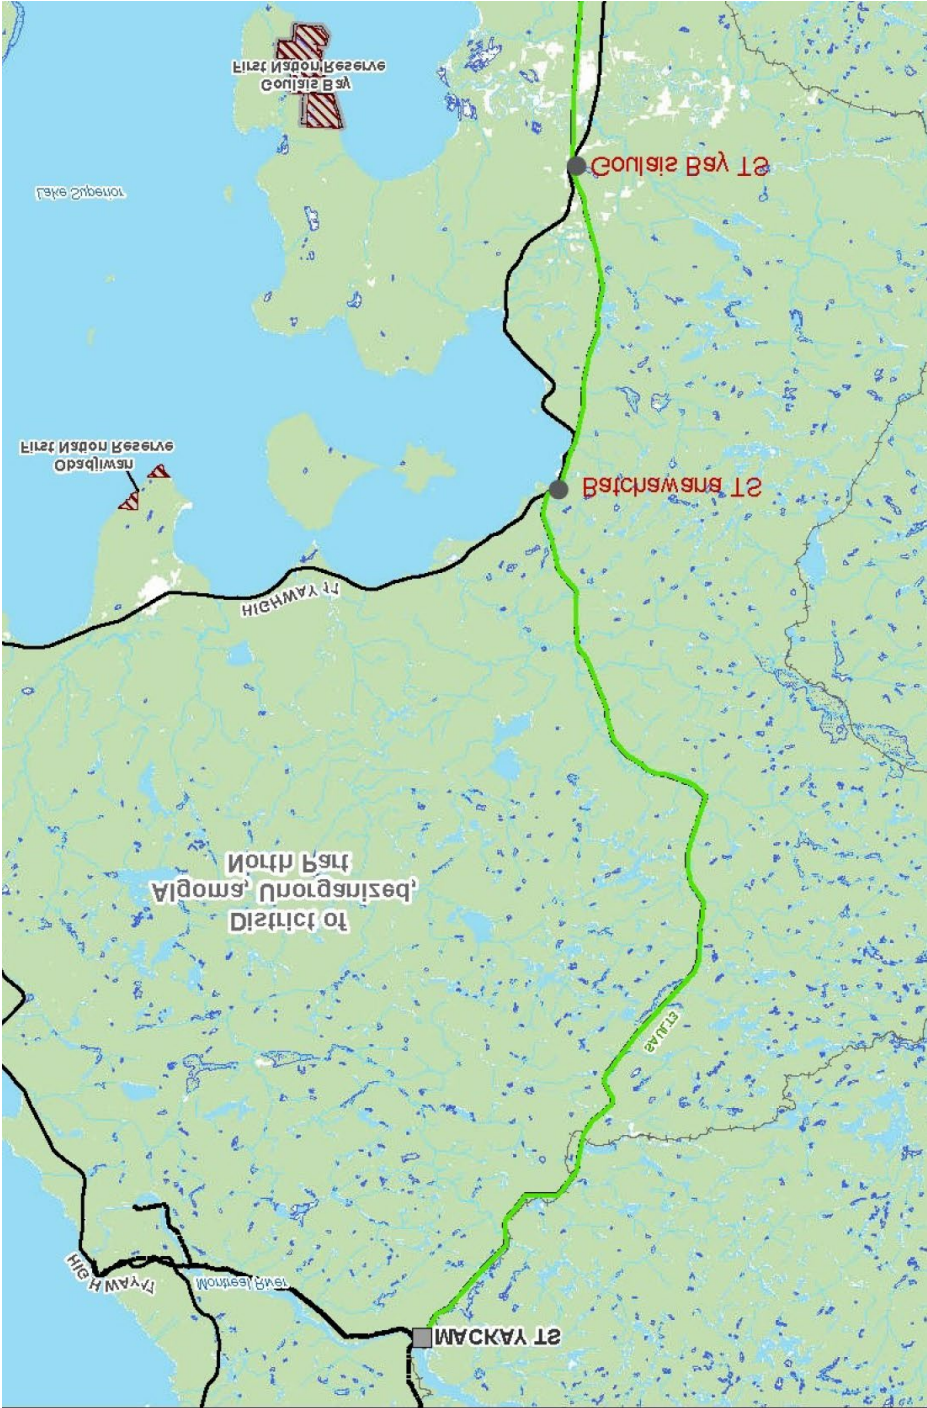 MACKAY TS
Montreal River
HIGHWAY 17
SAULT3
District of
Algoma, Unorganized,
North Part
HIGHWAY 17
Batchawana TS
Obadjiwan
First Nation Reserve
Lake Superior
Goulais Bay TS
Goulais Bay
First Nation Reserve